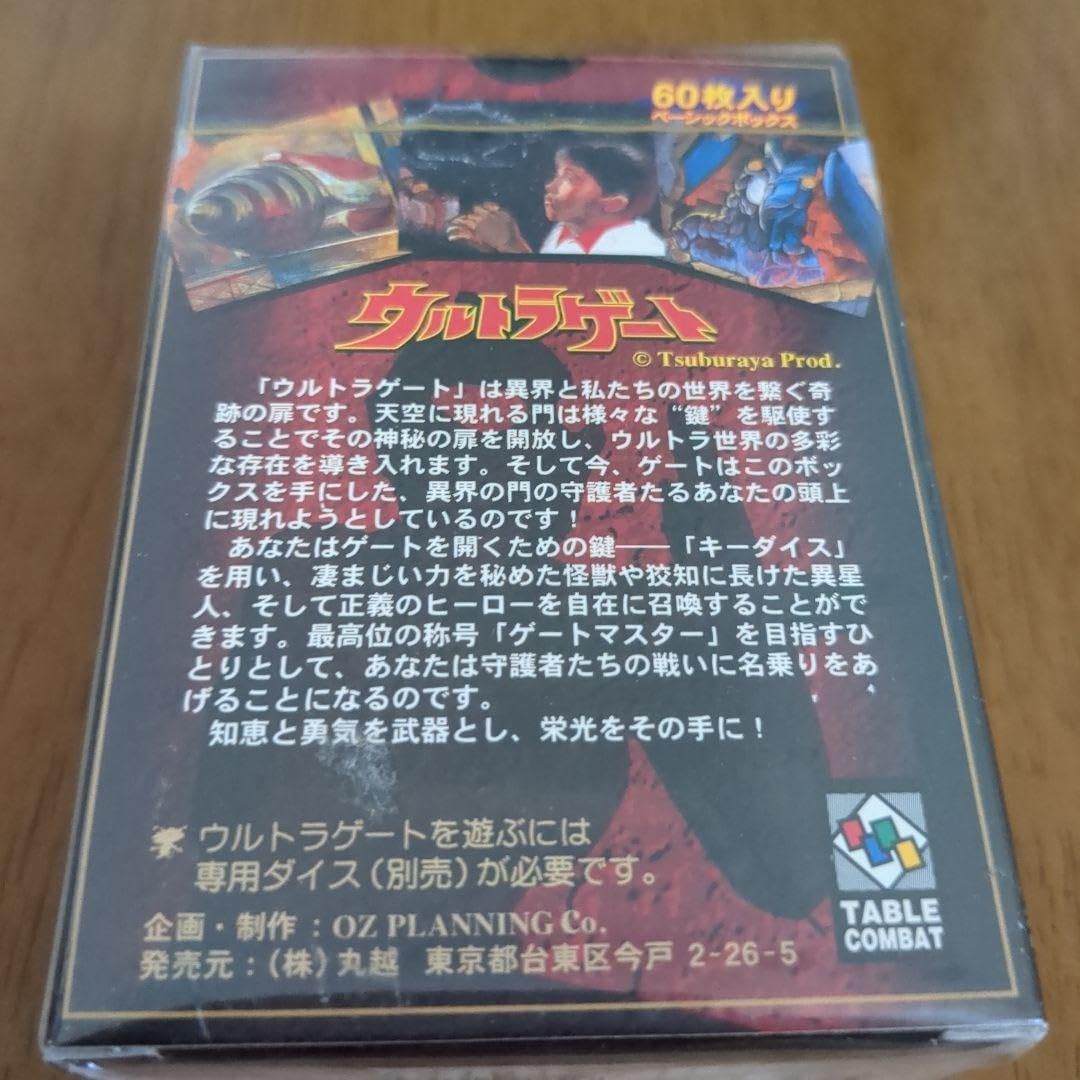 60枚入り
ベーシックボックス
ウルトラゲート
© Tsuburaya Prod.
「ウルトラゲート」は異界と私たちの世界を繋ぐ奇
跡の扉です。天空に現れる門は様々な“鍵”を駆使す
ることでその神秘の扉を開放し、ウルトラ世界の多彩
な存在を導き入れます。そして今、ゲートはこのボッ
クスを手にした、異界の門の守護者たるあなたの頭上
に現れようとしているのです!
あなたはゲートを開くための鍵――「キーダイス」
を用い、凄まじい力を秘めた怪獣や狡知に長けた異星
人、そして正義のヒーローを自在に召喚することがで
きます。最高位の称号「ゲートマスター」を目指すひ
とりとして、あなたは守護者たちの戦いに名乗りをあ
げることになるのです。
知恵と勇気を武器とし、栄光をその手に!
ウルトラゲートを遊ぶには
専用ダイス(別売)が必要です。
企画・制作:OZ PLANNING Co.
発売元:(株)丸越 東京都台東区今戸 2-26-5
TABLE
COMBAT